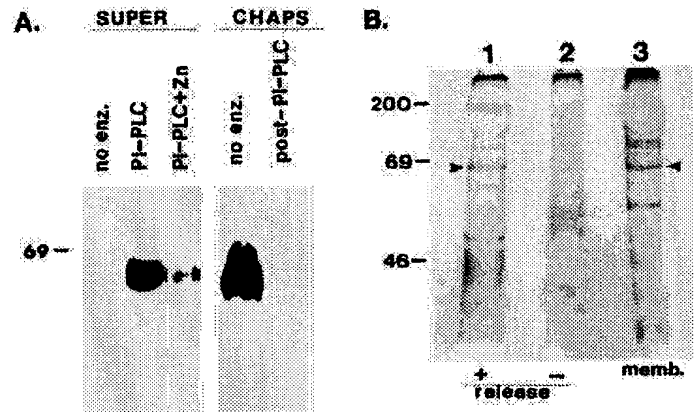 A.
SUPER
CHAPS
no enz.
PI-PLC
PI-PLC+Zn
no enz.
post-PI-PLC
69
B.
1 2 3
200
69
46
+ –
release
memb.